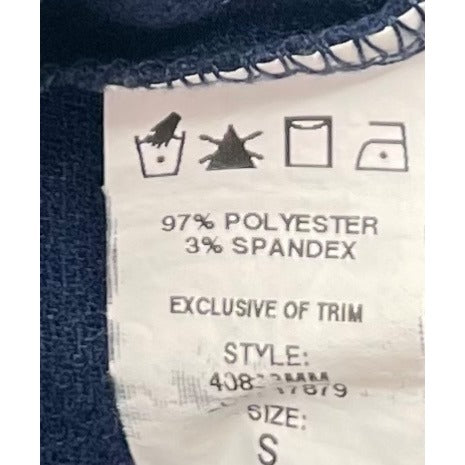 97% POLYESTER
3% SPANDEX
EXCLUSIVE OF TRIM
STYLE:
SIZE:
S